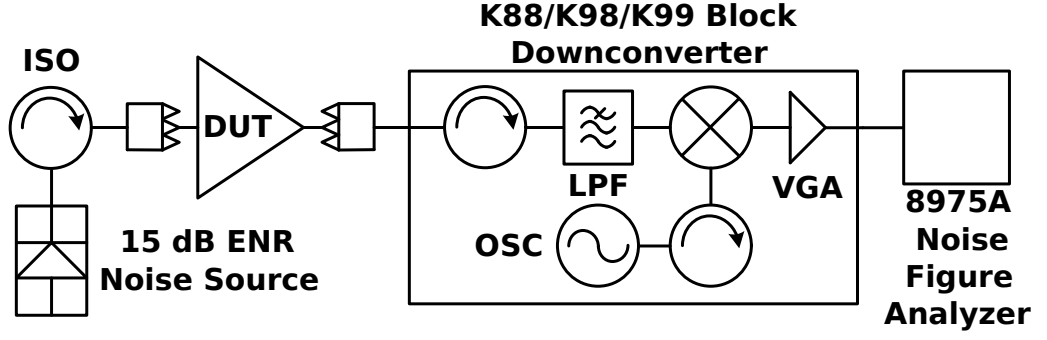 K88/K98/K99 Block
Downconverter
ISO
DUT
LPF
VGA
OSC
15 dB ENR
Noise Source
8975A
Noise
Figure
Analyzer